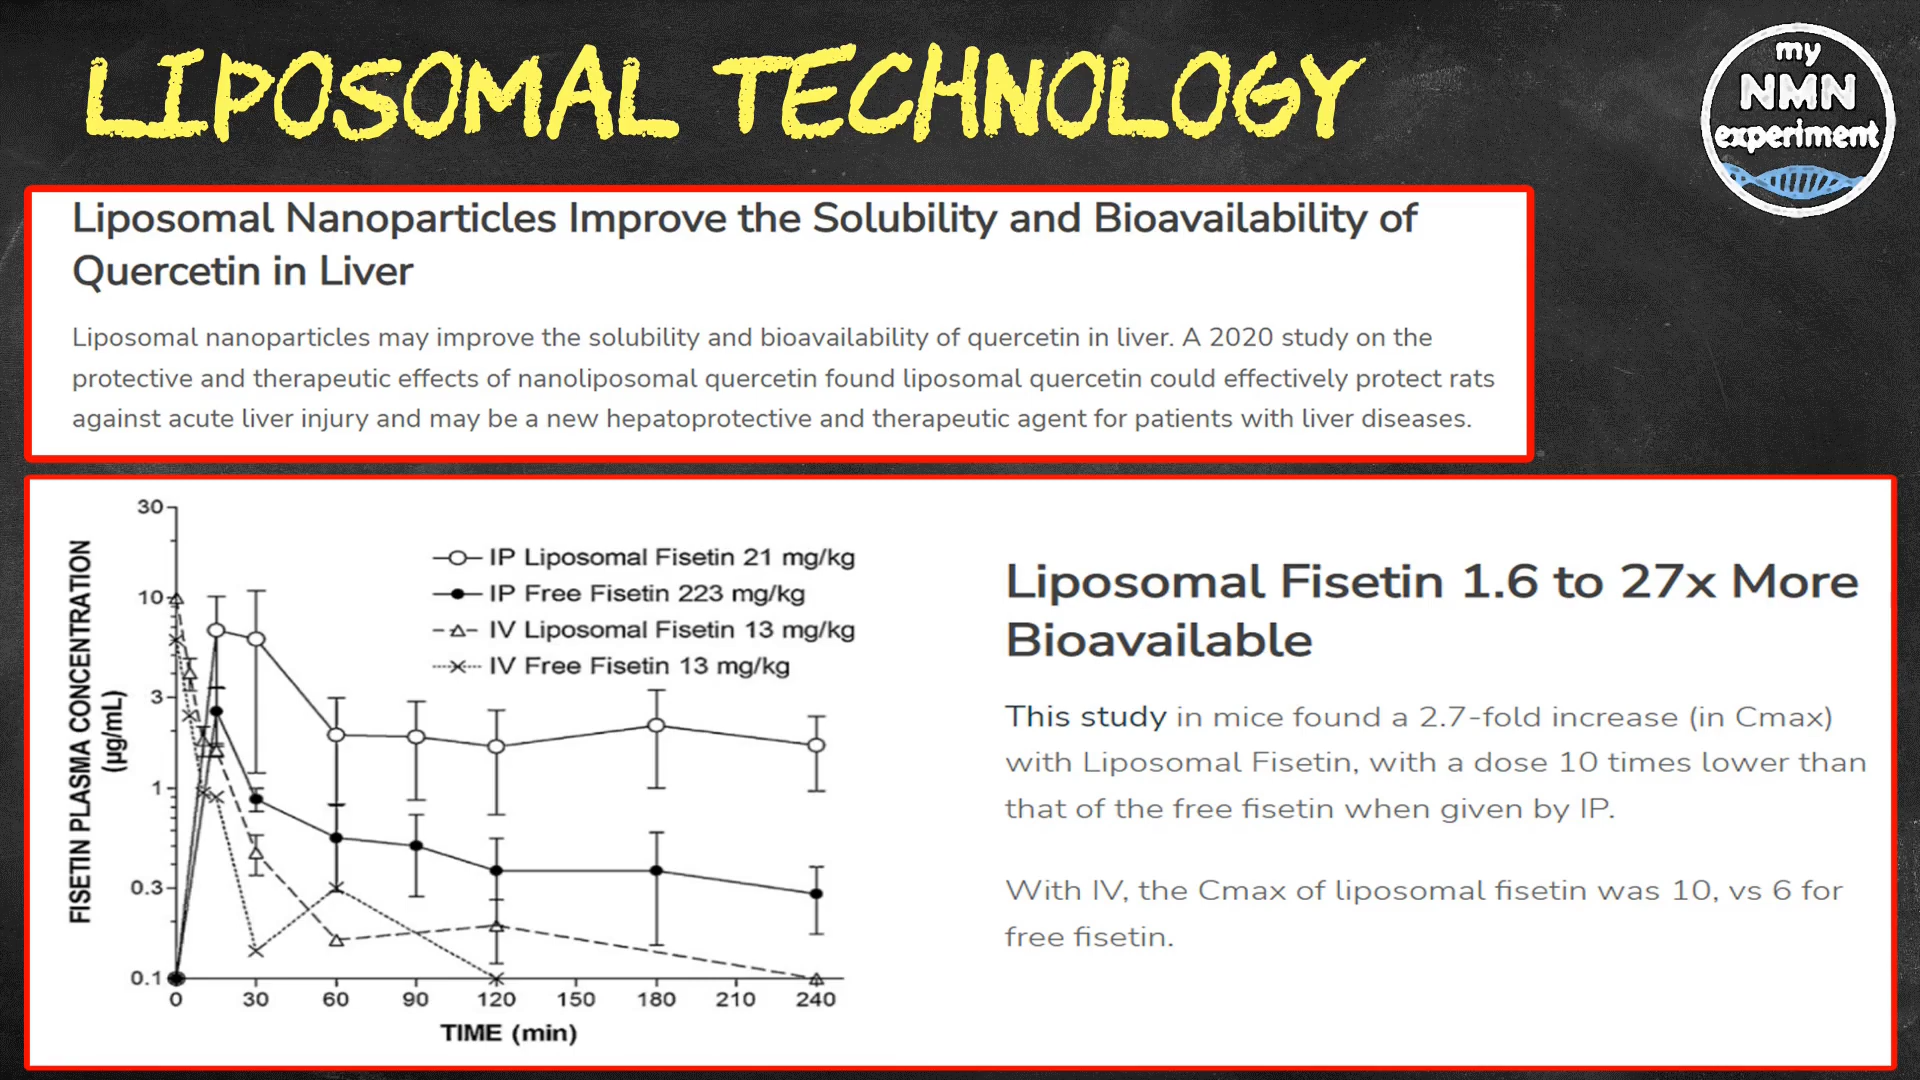 LIPOSOMAL TECHNOLOGY
my
NMN
experiment
Liposomal Nanoparticles Improve the Solubility and Bioavailability of
Quercetin in Liver
Liposomal nanoparticles may improve the solubility and bioavailability of quercetin in liver. A 2020 study on the
protective and therapeutic effects of nanoliposomal quercetin found liposomal quercetin could effectively protect rats
against acute liver injury and may be a new hepatoprotective and therapeutic agent for patients with liver diseases.
FISETIN PLASMA CONCENTRATION
(µg/mL)
30
10
3
1
0.3
0.1
IP Liposomal Fisetin 21 mg/kg
IP Free Fisetin 223 mg/kg
IV Liposomal Fisetin 13 mg/kg
IV Free Fisetin 13 mg/kg
0 30 60 90 120 150 180 210 240
TIME (min)
Liposomal Fisetin 1.6 to 27x More
Bioavailable
This study in mice found a 2.7-fold increase (in Cmax)
with Liposomal Fisetin, with a dose 10 times lower than
that of the free fisetin when given by IP.
With IV, the Cmax of liposomal fisetin was 10, vs 6 for
free fisetin.